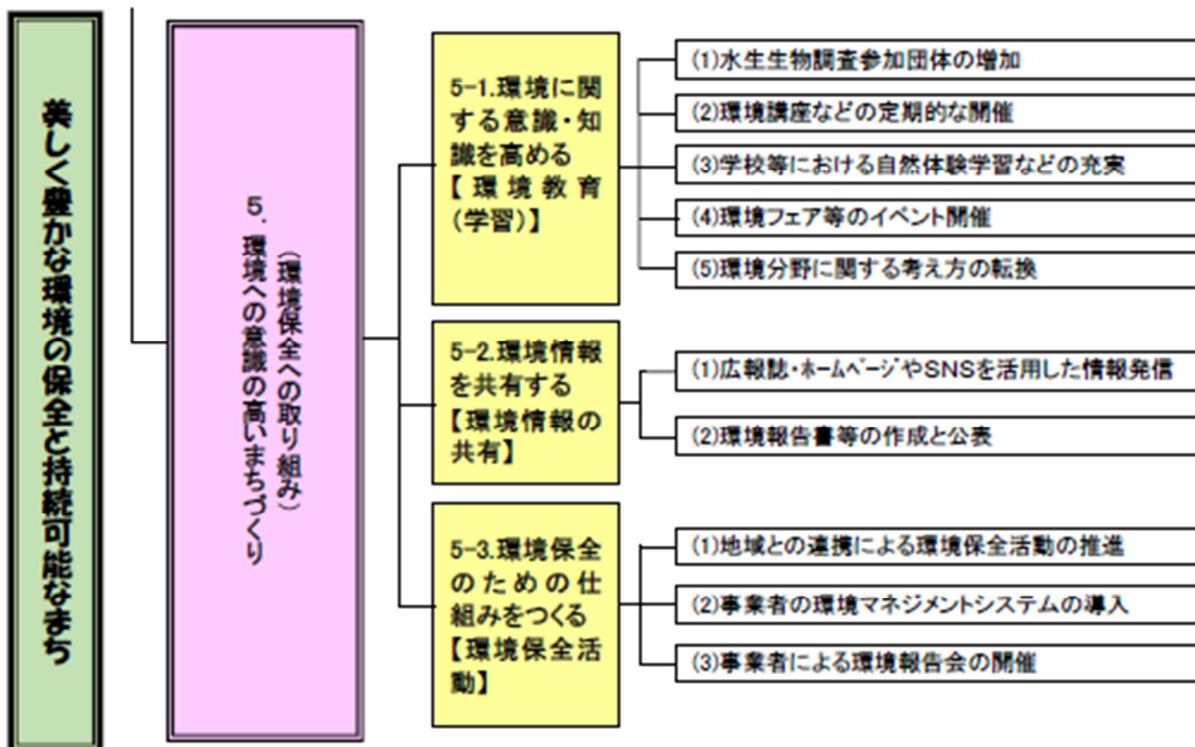 美しく豊かな環境の保全と持続可能なまち
5．環境への意識の高いまちづくり
（環境保全への取り組み）
5-1.環境に関
する意識・知
識を高める
【環境教育
(学習)】
(1)水生生物調査参加団体の増加
(2)環境講座などの定期的な開催
(3)学校等における自然体験学習などの充実
(4)環境フェア等のイベント開催
(5)環境分野に関する考え方の転換
5-2.環境情報
を共有する
【環境情報の
共有】
(1)広報誌・ﾎｰﾑﾍﾟｰｼﾞやSNSを活用した情報発信
(2)環境報告書等の作成と公表
5-3.環境保全
のための仕
組みをつくる
【環境保全活
動】
(1)地域との連携による環境保全活動の推進
(2)事業者の環境マネジメントシステムの導入
(3)事業者による環境報告会の開催